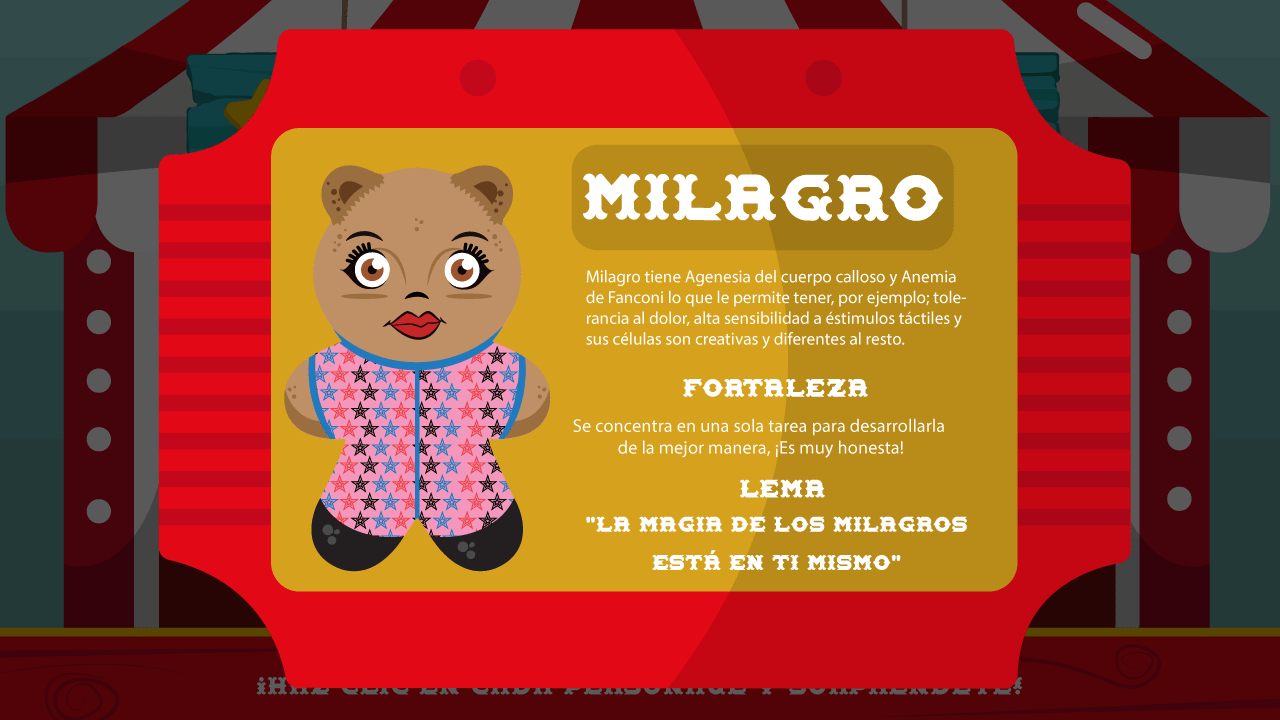 MILAGRO
Milagro tiene Agenesia del cuerpo calloso y Anemia
de Fanconi lo que le permite tener, por ejemplo; tole-
rancia al dolor, alta sensibilidad a éstimulos táctiles y
sus células son creativas y diferentes al resto.
FORTALEZA
Se concentra en una sola tarea para desarrollarla
de la mejor manera, ¡Es muy honesta!
LEMA
"LA MAGIA DE LOS MILAGROS
ESTÁ EN TI MISMO"
¡HAZ CLIC EN CADA PERSONAJE Y SORPRÉNDETE!